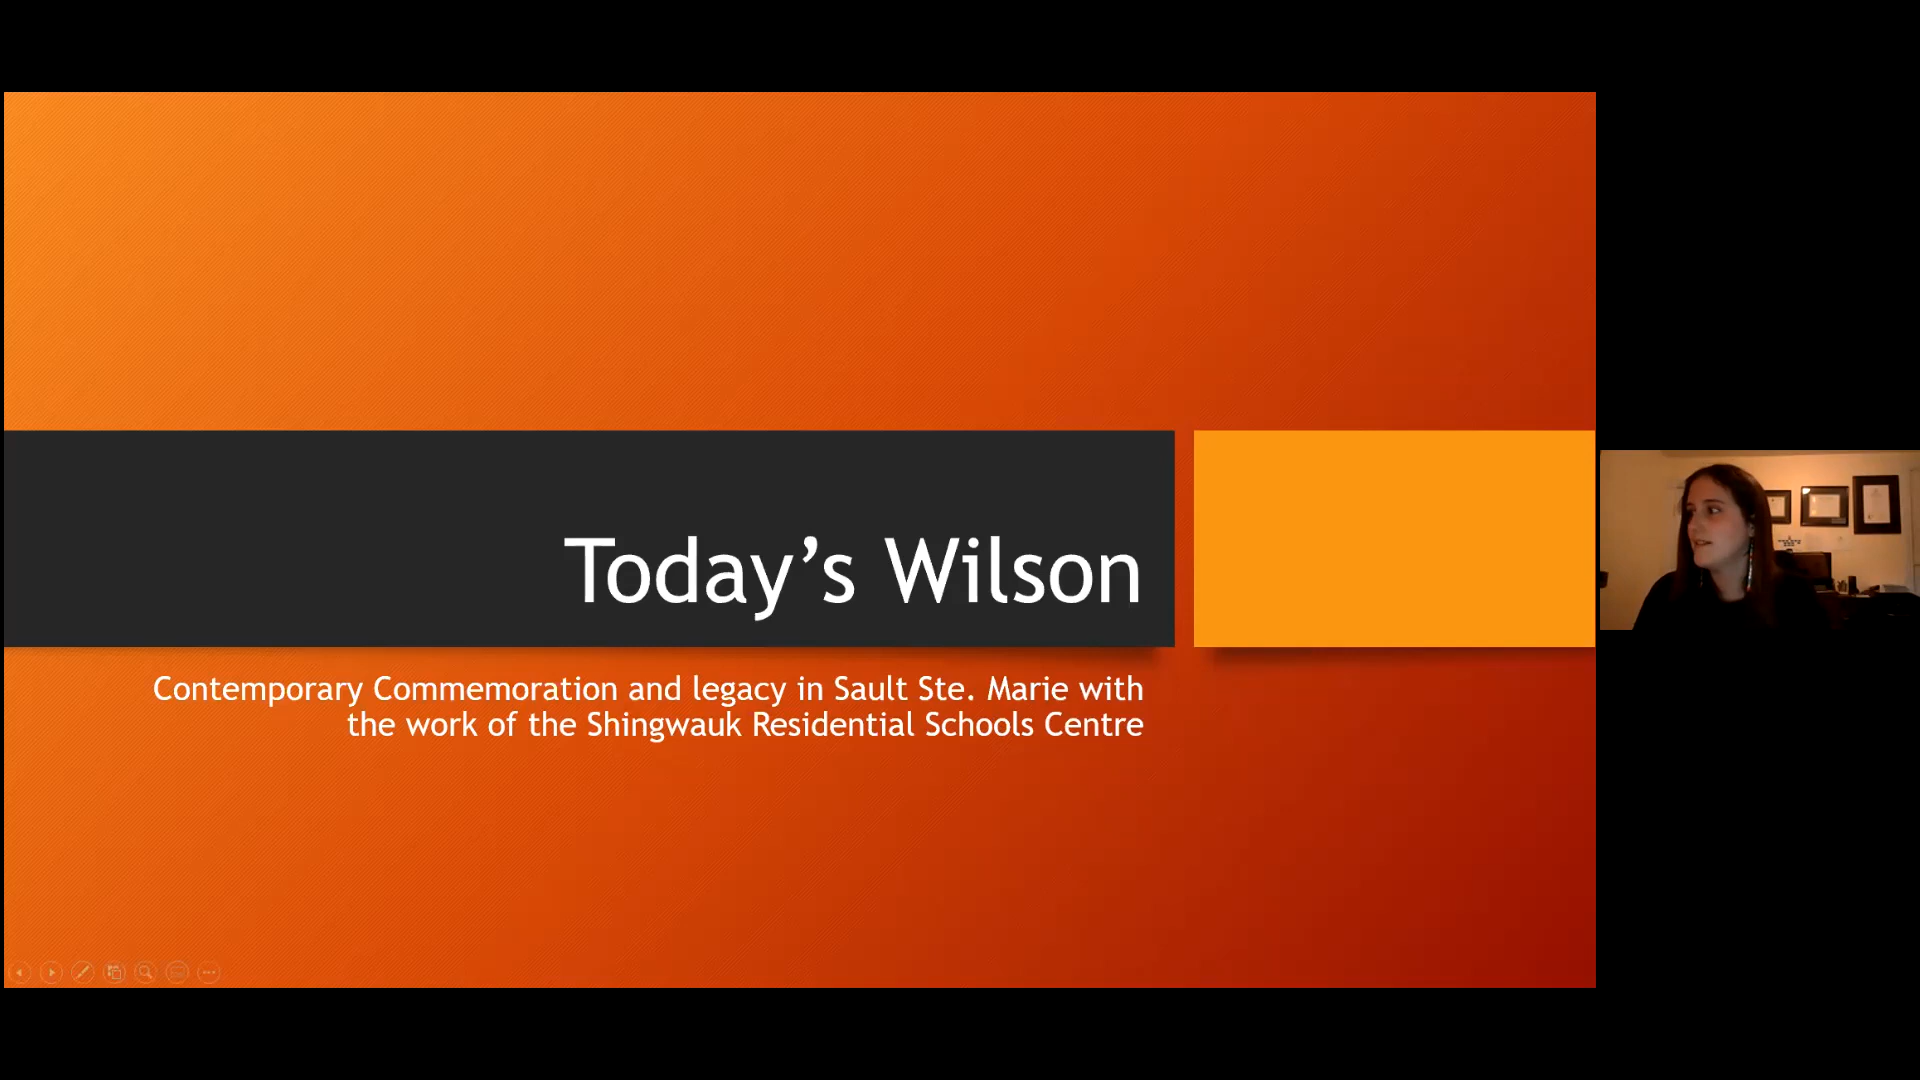 Today’s Wilson
Contemporary Commemoration and legacy in Sault Ste. Marie with
the work of the Shingwauk Residential Schools Centre